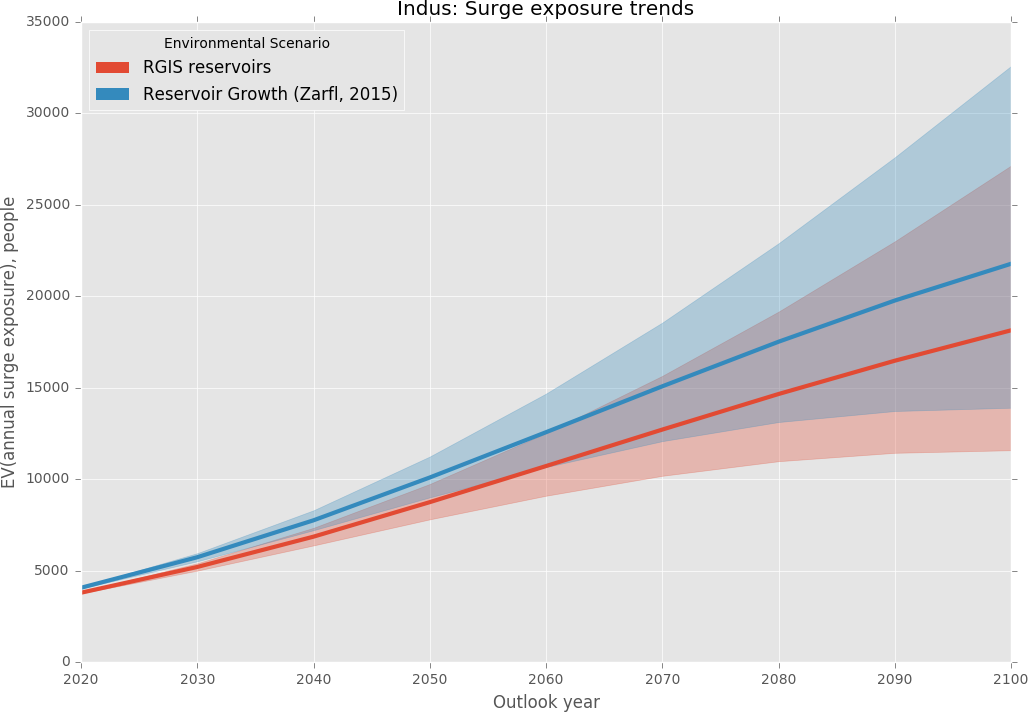 Indus: Surge exposure trends
Environmental Scenario
RGIS reservoirs
Reservoir Growth (Zarfl, 2015)
EV(annual surge exposure), people
35000
30000
25000
20000
15000
10000
5000
0
2020 2030 2040 2050 2060 2070 2080 2090 2100
Outlook year